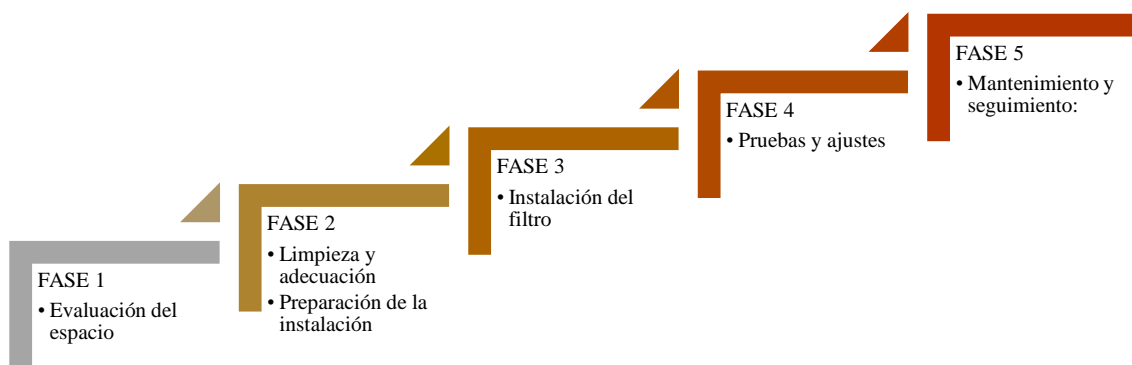 FASE 1
• Evaluación del
espacio
FASE 2
• Limpieza y
adecuación
• Preparación de la
instalación
FASE 3
• Instalación del
filtro
FASE 4
• Pruebas y ajustes
FASE 5
• Mantenimiento y
seguimiento: